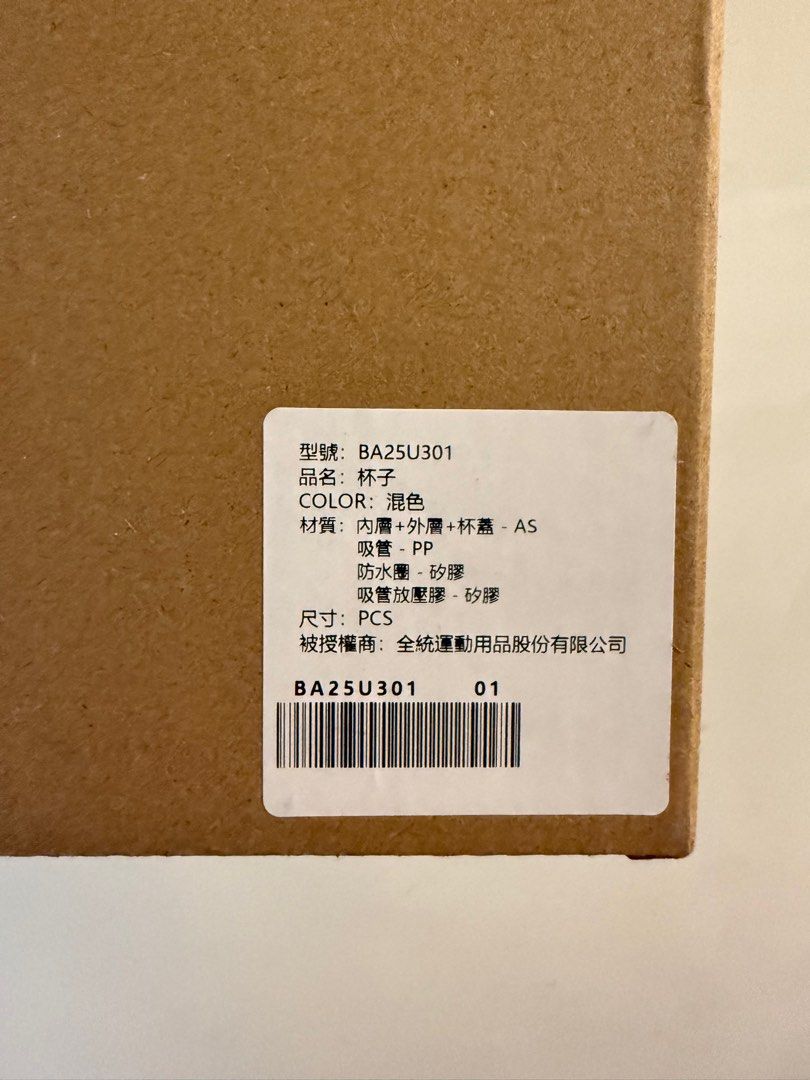 型號：BA25U301
品名：杯子
COLOR：混色
材質：內層+外層+杯蓋 - AS
吸管 - PP
防水圈 - 矽膠
吸管放壓膠 - 矽膠
尺寸：PCS
被授權商：全統運動用品股份有限公司
BA25U301 01